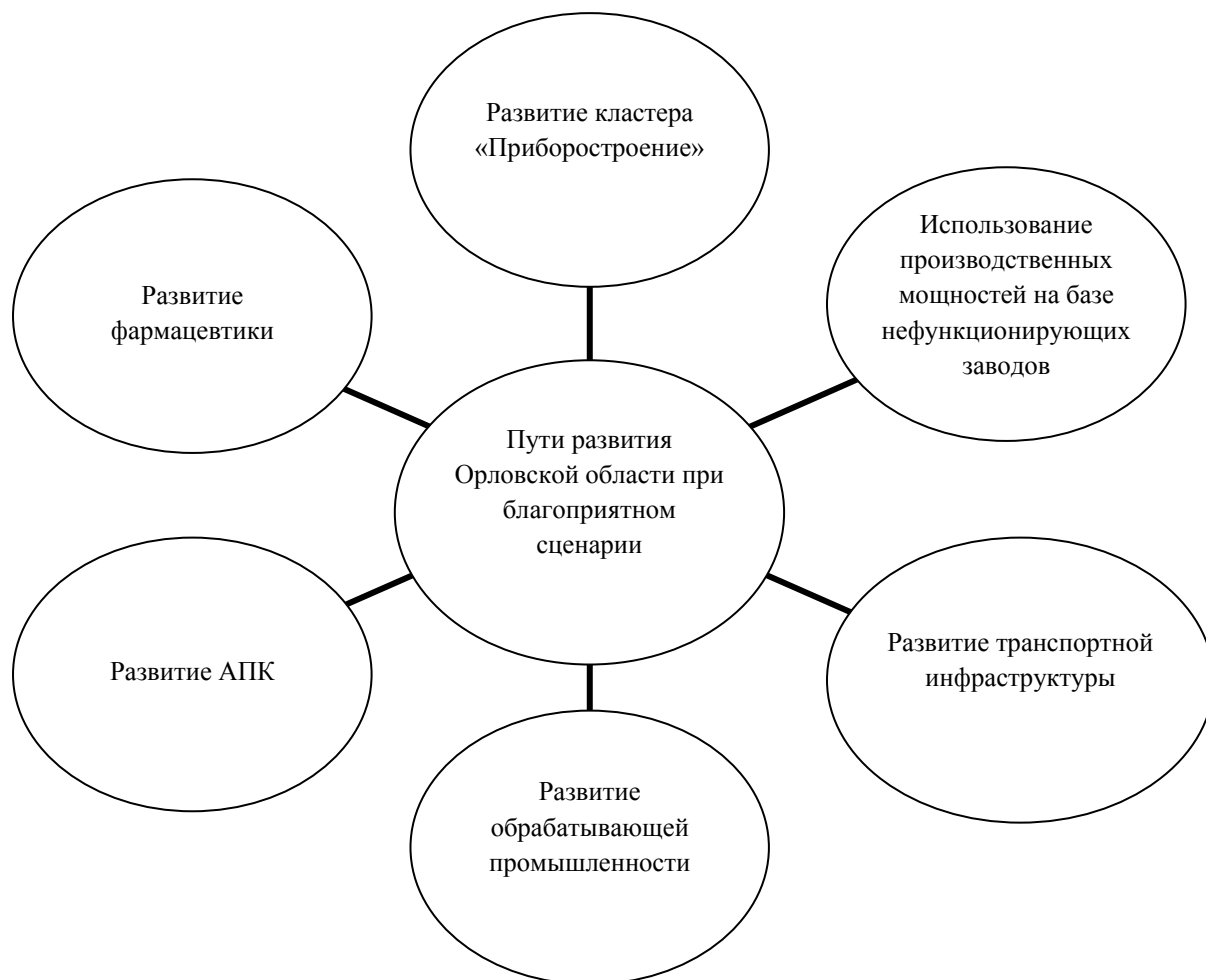 Развитие кластера
«Приборостроение»
Использование
производственных
мощностей на базе
нефункционирующих
заводов
Развитие
фармацевтики
Пути развития
Орловской области при
благоприятном
сценарии
Развитие транспортной
инфраструктуры
Развитие АПК
Развитие
обрабатывающей
промышленности